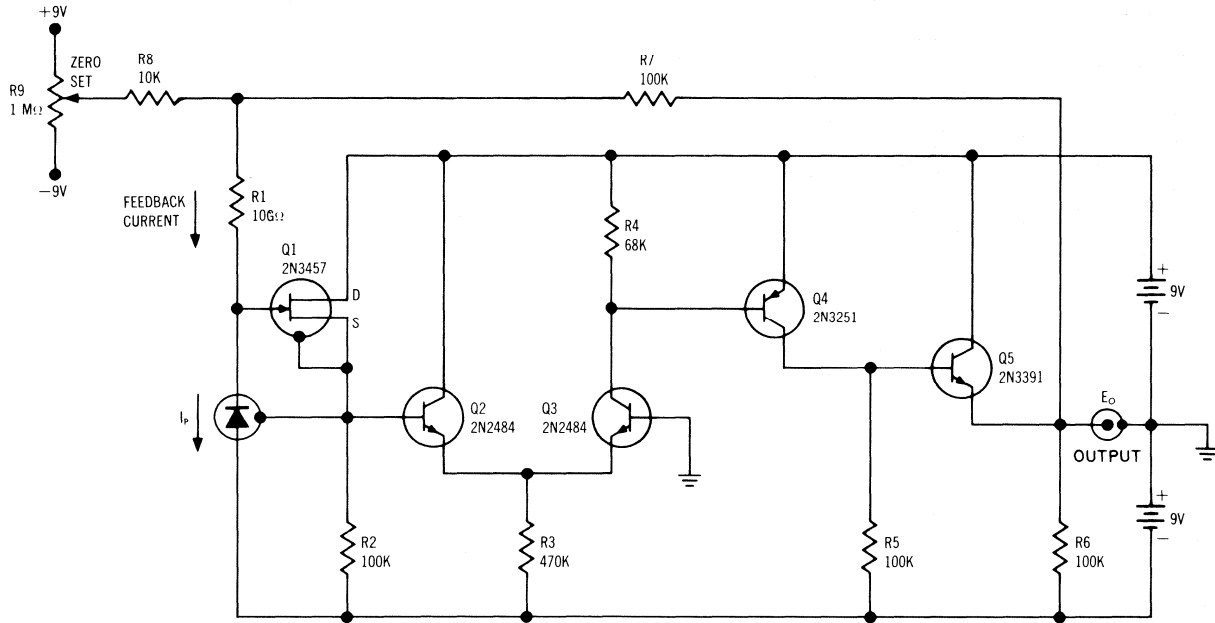 +9V
ZERO
SET
R9
1 MΩ
-9V
R8
10K
R7
100K
FEEDBACK
CURRENT
R1
10GΩ
Q1
2N3457
D
S
R4
68K
Q4
2N3251
+
9V
-
Q5
2N3391
IP
Q2
2N2484
Q3
2N2484
EO
OUTPUT
R2
100K
R3
470K
R5
100K
R6
100K
+
9V
-